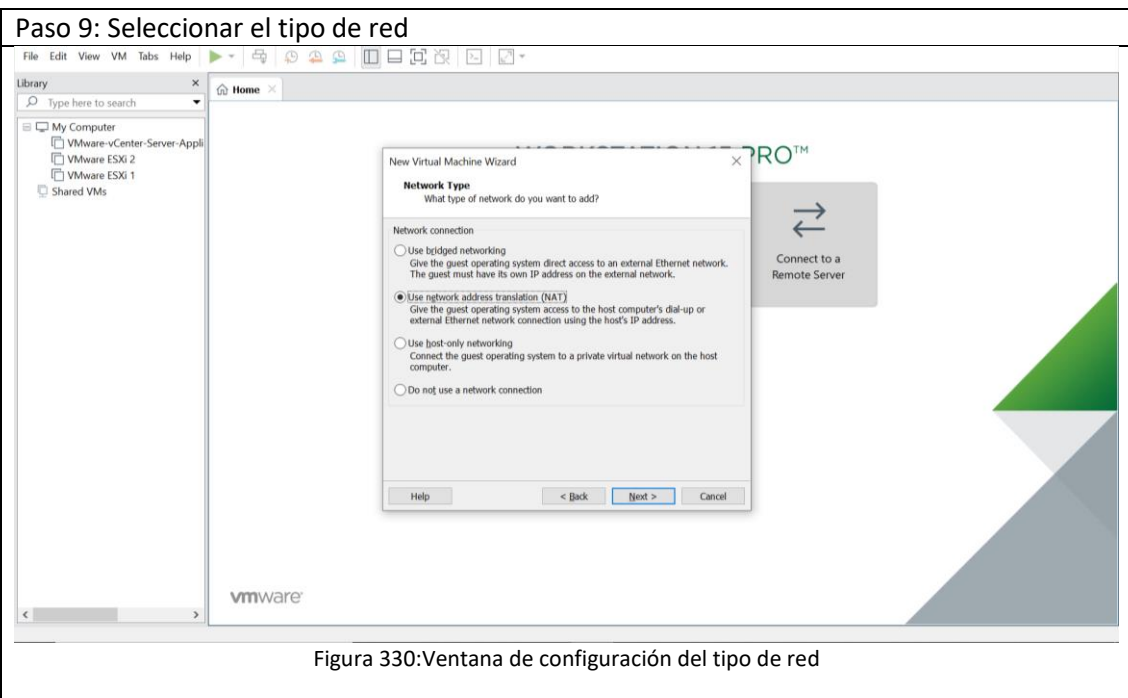 Paso 9: Seleccionar el tipo de red
File Edit View VM Tabs Help
Library
Type here to search
Home
My Computer
VMware-vCenter-Server-Appli
VMware ESXi 2
VMware ESXi 1
Shared VMs
PRO™
New Virtual Machine Wizard
Network Type
What type of network do you want to add?
Network connection
Use bridged networking
Give the guest operating system direct access to an external Ethernet network.
The guest must have its own IP address on the external network.
Use network address translation (NAT)
Give the guest operating system access to the host computer's dial-up or
external Ethernet network connection using the host's IP address.
Use host-only networking
Connect the guest operating system to a private virtual network on the host
computer.
Do not use a network connection
Help < Back Next > Cancel
Connect to a
Remote Server
vmware
Figura 330:Ventana de configuración del tipo de red